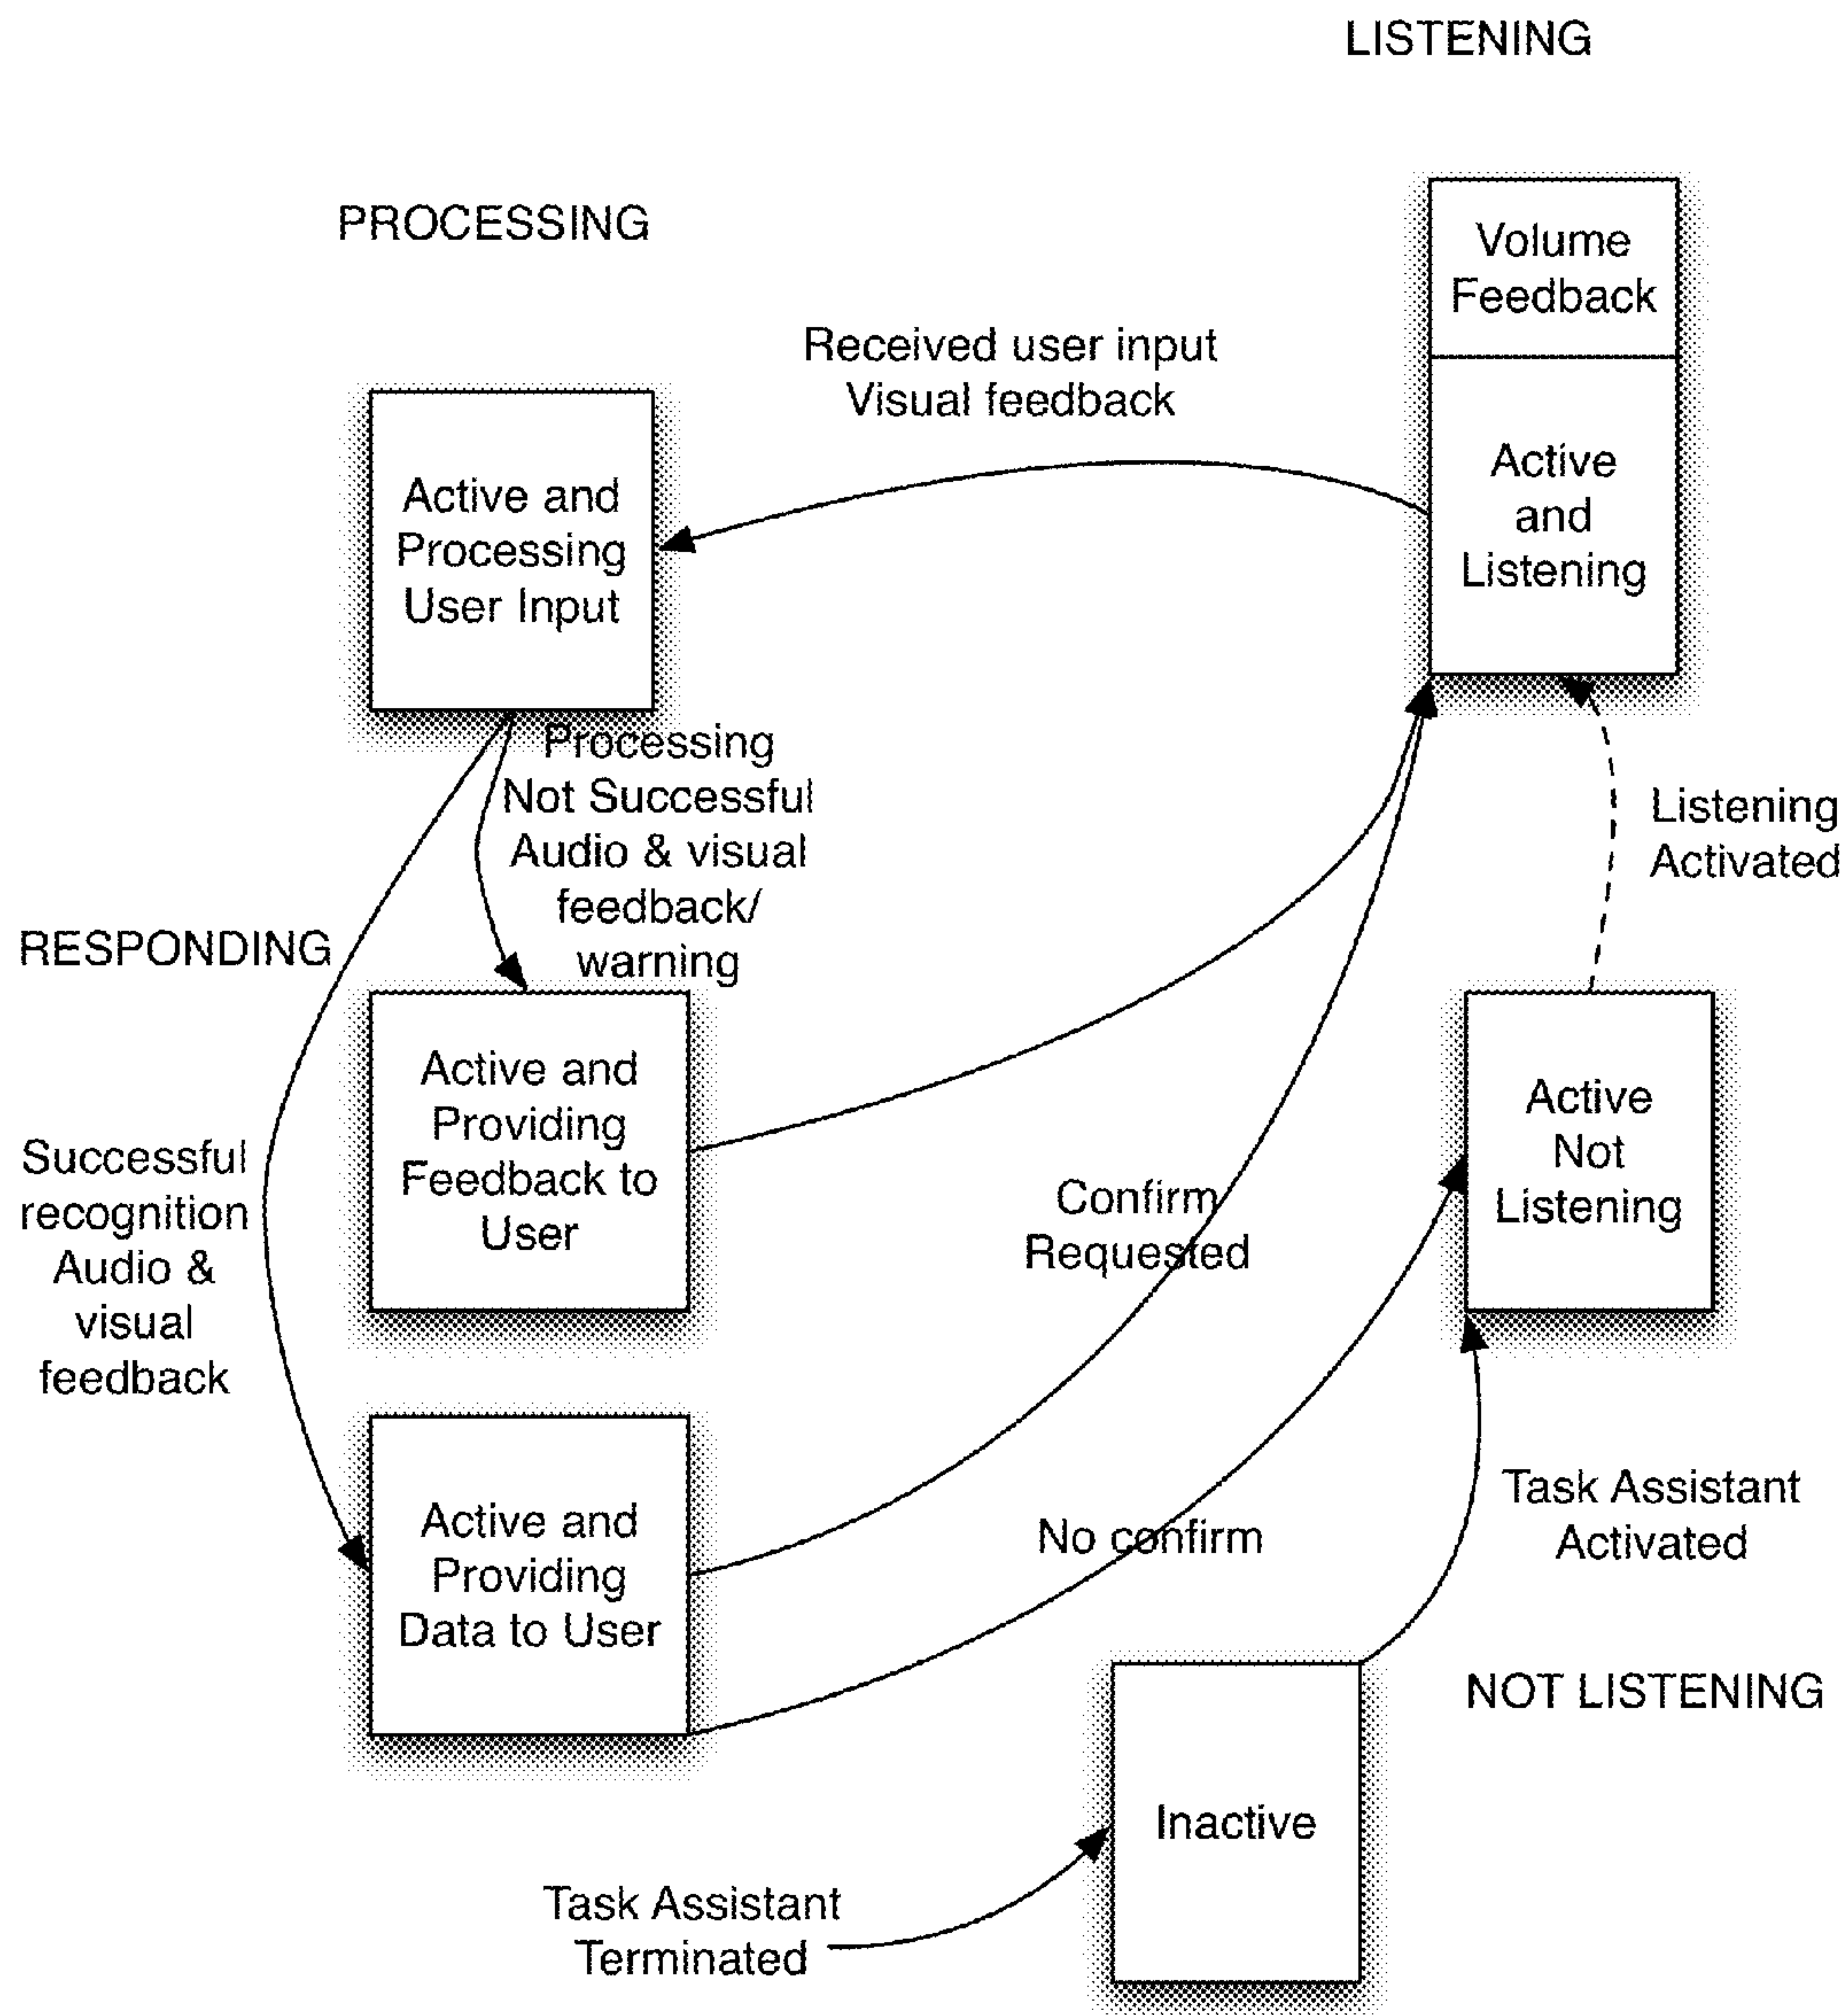 LISTENING
PROCESSING
Volume
Feedback
Received user input
Visual feedback
Active
and
Listening
Active and
Processing
User Input
Processing
Not Successful
Audio & visual
feedback/
warning
Listening
Activated
RESPONDING
Active and
Providing
Feedback to
User
Active
Not
Listening
Successful
recognition
Audio &
visual
feedback
Confirm
Requested
Active and
Providing
Data to User
No confirm
Task Assistant
Activated
NOT LISTENING
Inactive
Task Assistant
Terminated